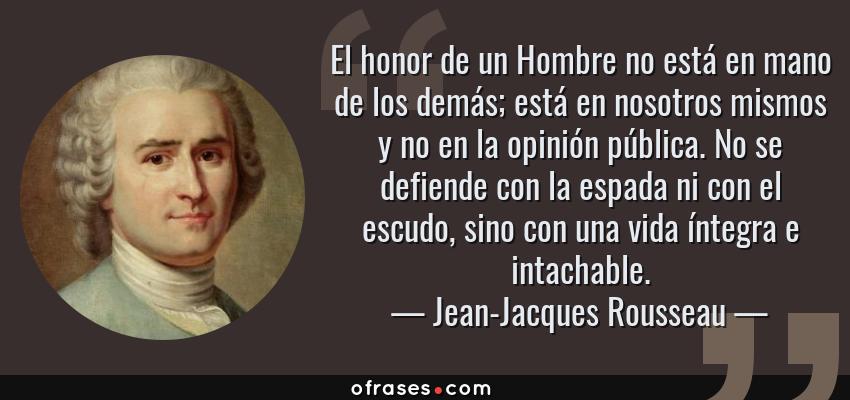 El honor de un Hombre no está en mano
de los demás; está en nosotros mismos
y no en la opinión pública. No se
defiende con la espada ni con el
escudo, sino con una vida íntegra e
intachable.
— Jean-Jacques Rousseau —
ofrases.com